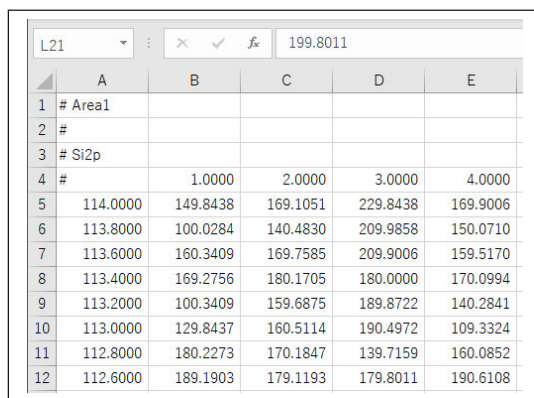 L21 fx 199.8011
A B C D E
1 # Area1
2 #
3 # Si2p
4 # 1.0000 2.0000 3.0000 4.0000
5 114.0000 149.8438 169.1051 229.8438 169.9006
6 113.8000 100.0284 140.4830 209.9858 150.0710
7 113.6000 160.3409 169.7585 209.9006 159.5170
8 113.4000 169.2756 180.1705 180.0000 170.0994
9 113.2000 100.3409 159.6875 189.8722 140.2841
10 113.0000 129.8437 160.5114 190.4972 109.3324
11 112.8000 180.2273 170.1847 139.7159 160.0852
12 112.6000 189.1903 179.1193 179.8011 190.6108